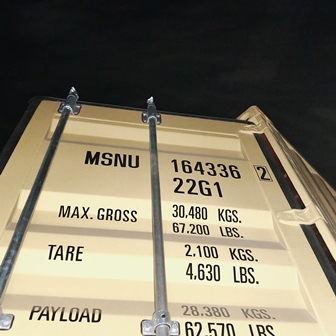 MSNU 164336 2
22G1
MAX. GROSS 30,480 KGS.
67,200 LBS.
TARE 2,100 KGS.
4,630 LBS.
PAYLOAD 28,380 KGS.
62,570 LBS.